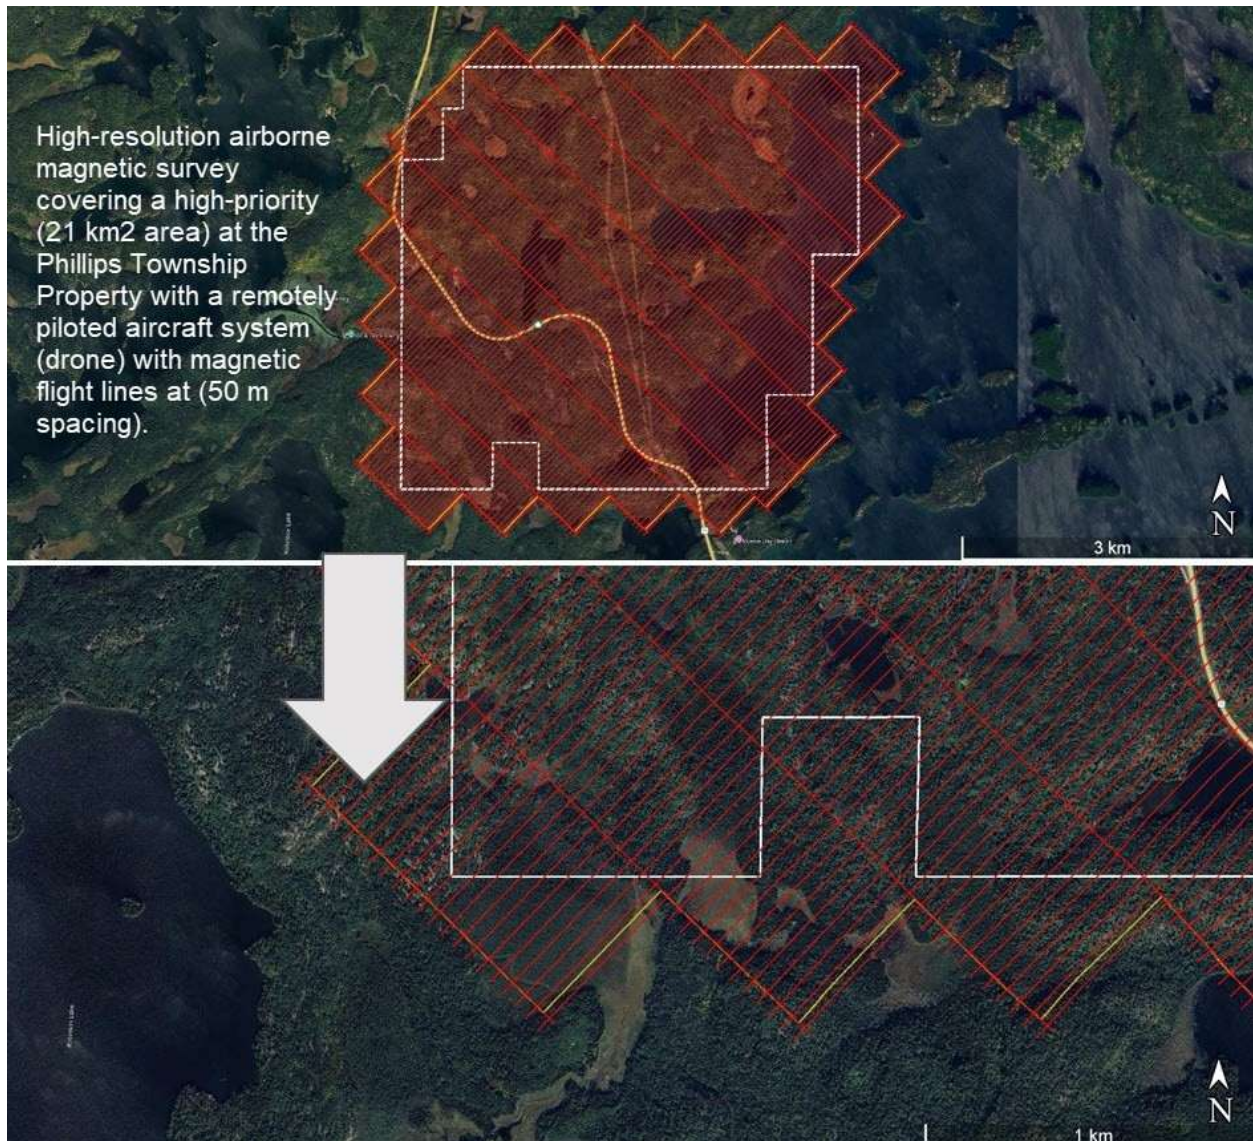 High-resolution airborne
magnetic survey
covering a high-priority
(21 km2 area) at the
Phillips Township
Property with a remotely
piloted aircraft system
(drone) with magnetic
flight lines at (50 m
spacing).
N
3 km
N
1 km